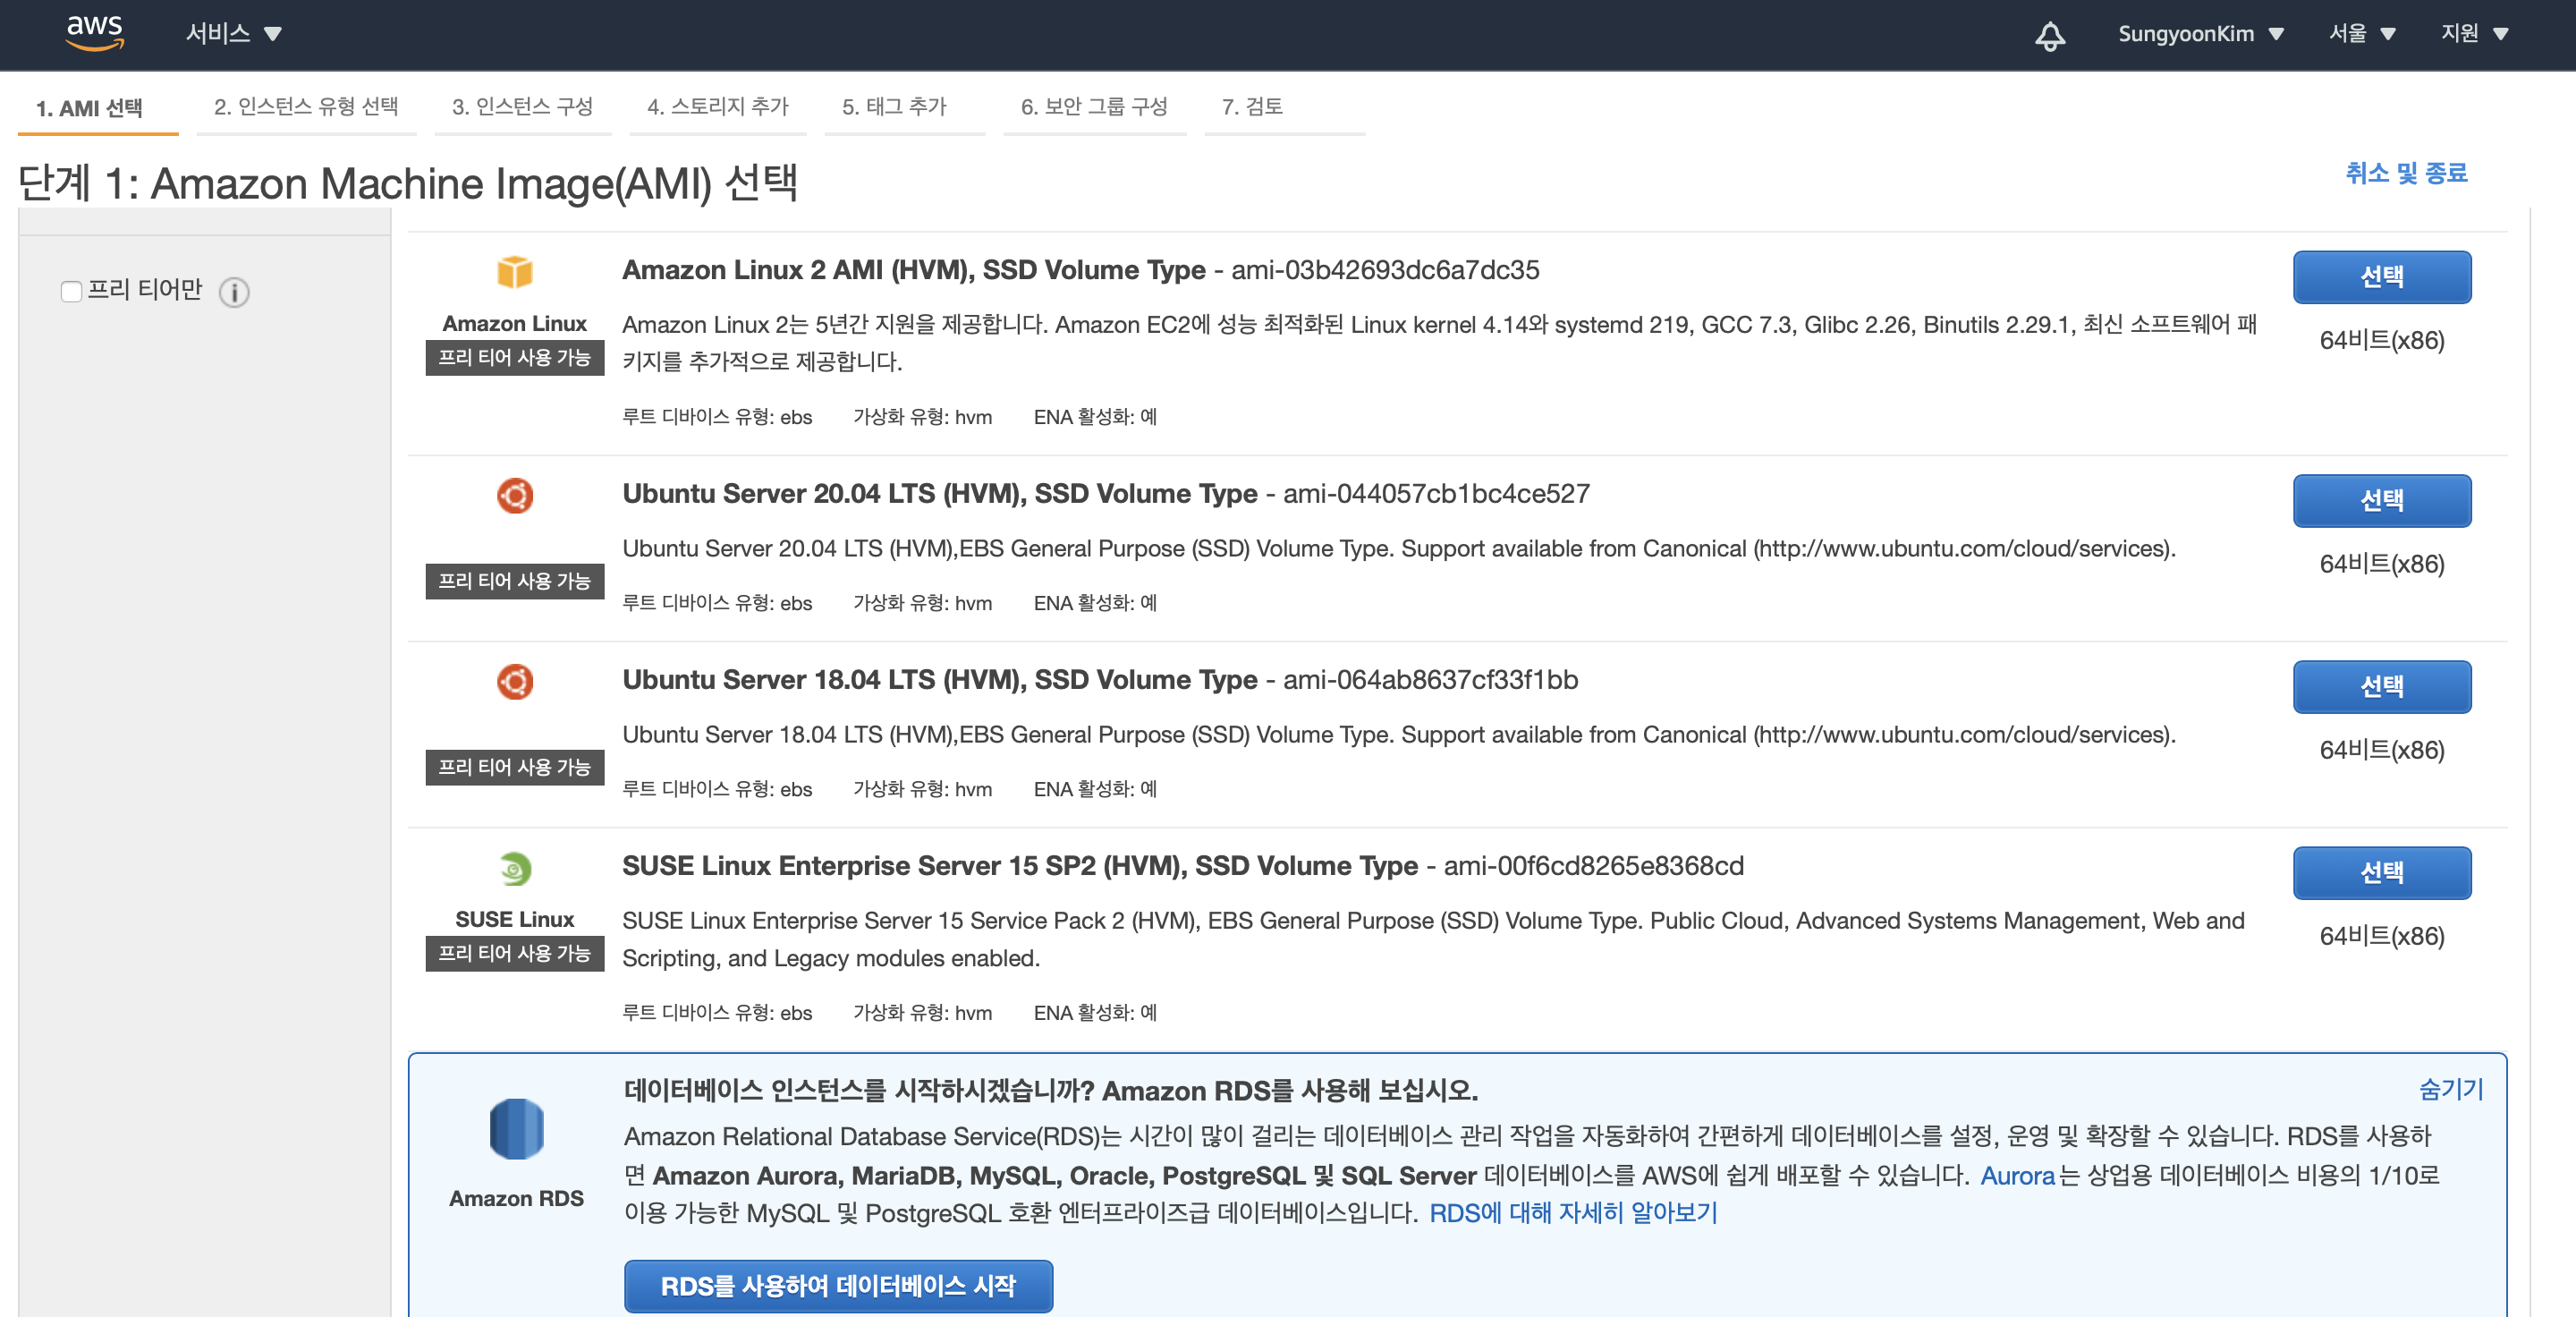 aws 서비스 SungyoonKim 서울 지원
1. AMI 선택 2. 인스턴스 유형 선택 3. 인스턴스 구성 4. 스토리지 추가 5. 태그 추가 6. 보안 그룹 구성 7. 검토
단계 1: Amazon Machine Image(AMI) 선택
취소 및 종료
프리 티어만
Amazon Linux
프리 티어 사용 가능
Amazon Linux 2 AMI (HVM), SSD Volume Type - ami-03b42693dc6a7dc35
Amazon Linux 2는 5년간 지원을 제공합니다. Amazon EC2에 성능 최적화된 Linux kernel 4.14와 systemd 219, GCC 7.3, Glibc 2.26, Binutils 2.29.1, 최신 소프트웨어 패
키지를 추가적으로 제공합니다.
루트 디바이스 유형: ebs 가상화 유형: hvm ENA 활성화: 예
선택
64비트(x86)
프리 티어 사용 가능
Ubuntu Server 20.04 LTS (HVM), SSD Volume Type - ami-044057cb1bc4ce527
Ubuntu Server 20.04 LTS (HVM),EBS General Purpose (SSD) Volume Type. Support available from Canonical (http://www.ubuntu.com/cloud/services).
루트 디바이스 유형: ebs 가상화 유형: hvm ENA 활성화: 예
선택
64비트(x86)
프리 티어 사용 가능
Ubuntu Server 18.04 LTS (HVM), SSD Volume Type - ami-064ab8637cf33f1bb
Ubuntu Server 18.04 LTS (HVM),EBS General Purpose (SSD) Volume Type. Support available from Canonical (http://www.ubuntu.com/cloud/services).
루트 디바이스 유형: ebs 가상화 유형: hvm ENA 활성화: 예
선택
64비트(x86)
SUSE Linux
프리 티어 사용 가능
SUSE Linux Enterprise Server 15 SP2 (HVM), SSD Volume Type - ami-00f6cd8265e8368cd
SUSE Linux Enterprise Server 15 Service Pack 2 (HVM), EBS General Purpose (SSD) Volume Type. Public Cloud, Advanced Systems Management, Web and
Scripting, and Legacy modules enabled.
루트 디바이스 유형: ebs 가상화 유형: hvm ENA 활성화: 예
선택
64비트(x86)
Amazon RDS
데이터베이스 인스턴스를 시작하시겠습니까? Amazon RDS를 사용해 보십시오.
숨기기
Amazon Relational Database Service(RDS)는 시간이 많이 걸리는 데이터베이스 관리 작업을 자동화하여 간편하게 데이터베이스를 설정, 운영 및 확장할 수 있습니다. RDS를 사용하
면 Amazon Aurora, MariaDB, MySQL, Oracle, PostgreSQL 및 SQL Server 데이터베이스를 AWS에 쉽게 배포할 수 있습니다. Aurora는 상업용 데이터베이스 비용의 1/10로
이용 가능한 MySQL 및 PostgreSQL 호환 엔터프라이즈급 데이터베이스입니다. RDS에 대해 자세히 알아보기
RDS를 사용하여 데이터베이스 시작